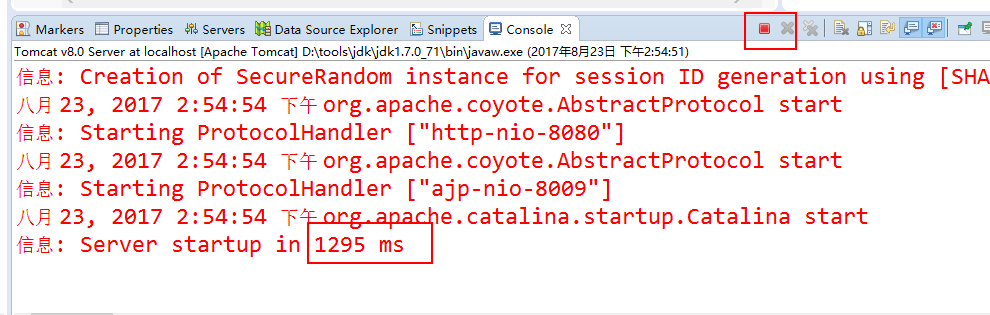 Markers Properties Servers Data Source Explorer Snippets Console
Tomcat v8.0 Server at localhost [Apache Tomcat] D:\tools\jdk\jdk1.7.0_71\bin\javaw.exe (2017年8月23日 下午2:54:51)
信息: Creation of SecureRandom instance for session ID generation using [SHA
八月 23, 2017 2:54:54 下午 org.apache.coyote.AbstractProtocol start
信息: Starting ProtocolHandler ["http-nio-8080"]
八月 23, 2017 2:54:54 下午 org.apache.coyote.AbstractProtocol start
信息: Starting ProtocolHandler ["ajp-nio-8009"]
八月 23, 2017 2:54:54 下午 org.apache.catalina.startup.Catalina start
信息: Server startup in 1295 ms